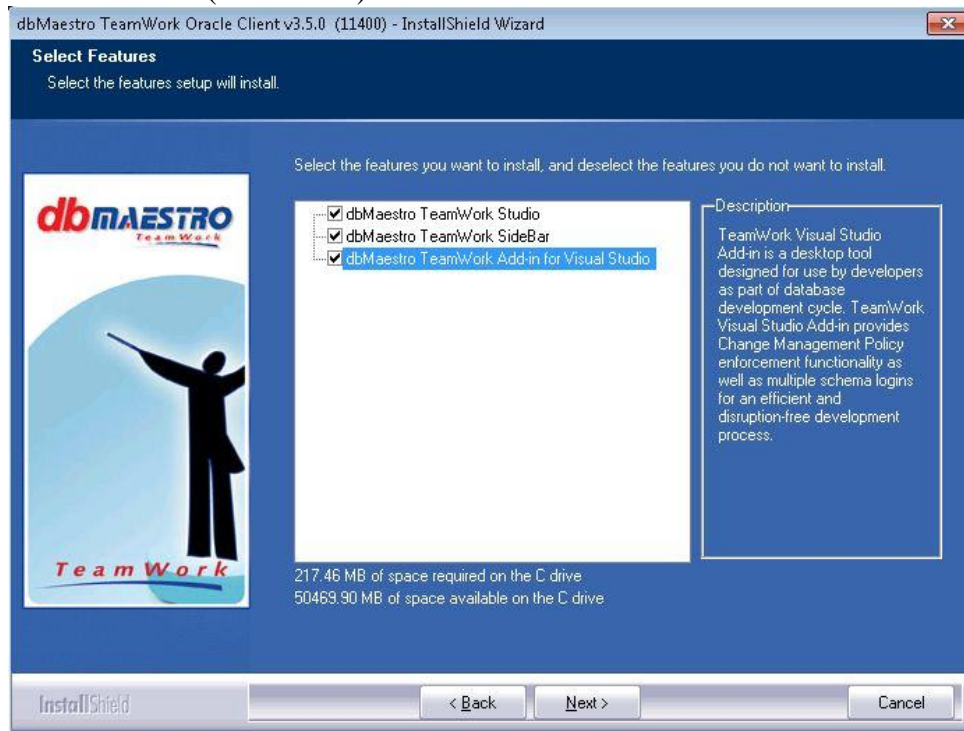 dbMaestro TeamWork Oracle Client v3.5.0 (11400) - InstallShield Wizard
Select Features
Select the features setup will install.
Select the features you want to install, and deselect the features you do not want to install.
dbMAESTRO
TeamWork
TeamWork
dbMaestro TeamWork Studio
dbMaestro TeamWork SideBar
dbMaestro TeamWork Add-in for Visual Studio
Description
TeamWork Visual Studio
Add-in is a desktop tool
designed for use by developers
as part of database
development cycle. TeamWork
Visual Studio Add-in provides
Change Management Policy
enforcement functionality as
well as multiple schema logins
for an efficient and
disruption-free development
process.
217.46 MB of space required on the C drive
50469.90 MB of space available on the C drive
InstallShield
< Back
Next >
Cancel